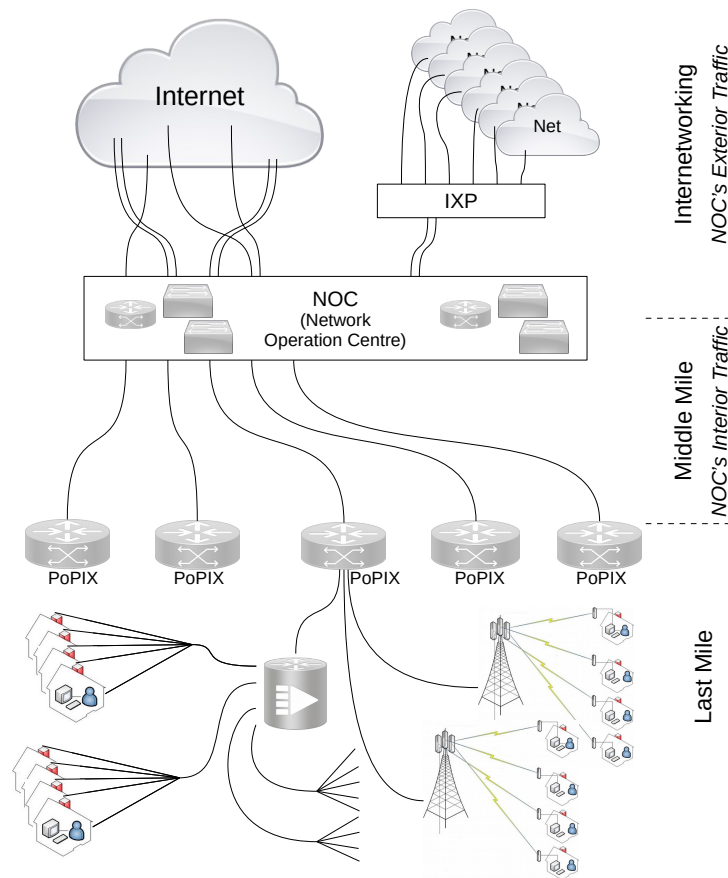 Internet
Net
IXP
Internetworking
NOC's Exterior Traffic
NOC
(Network
Operation Centre)
Middle Mile
NOC's Interior Traffic
PoPIX
PoPIX
PoPIX
PoPIX
PoPIX
Last Mile